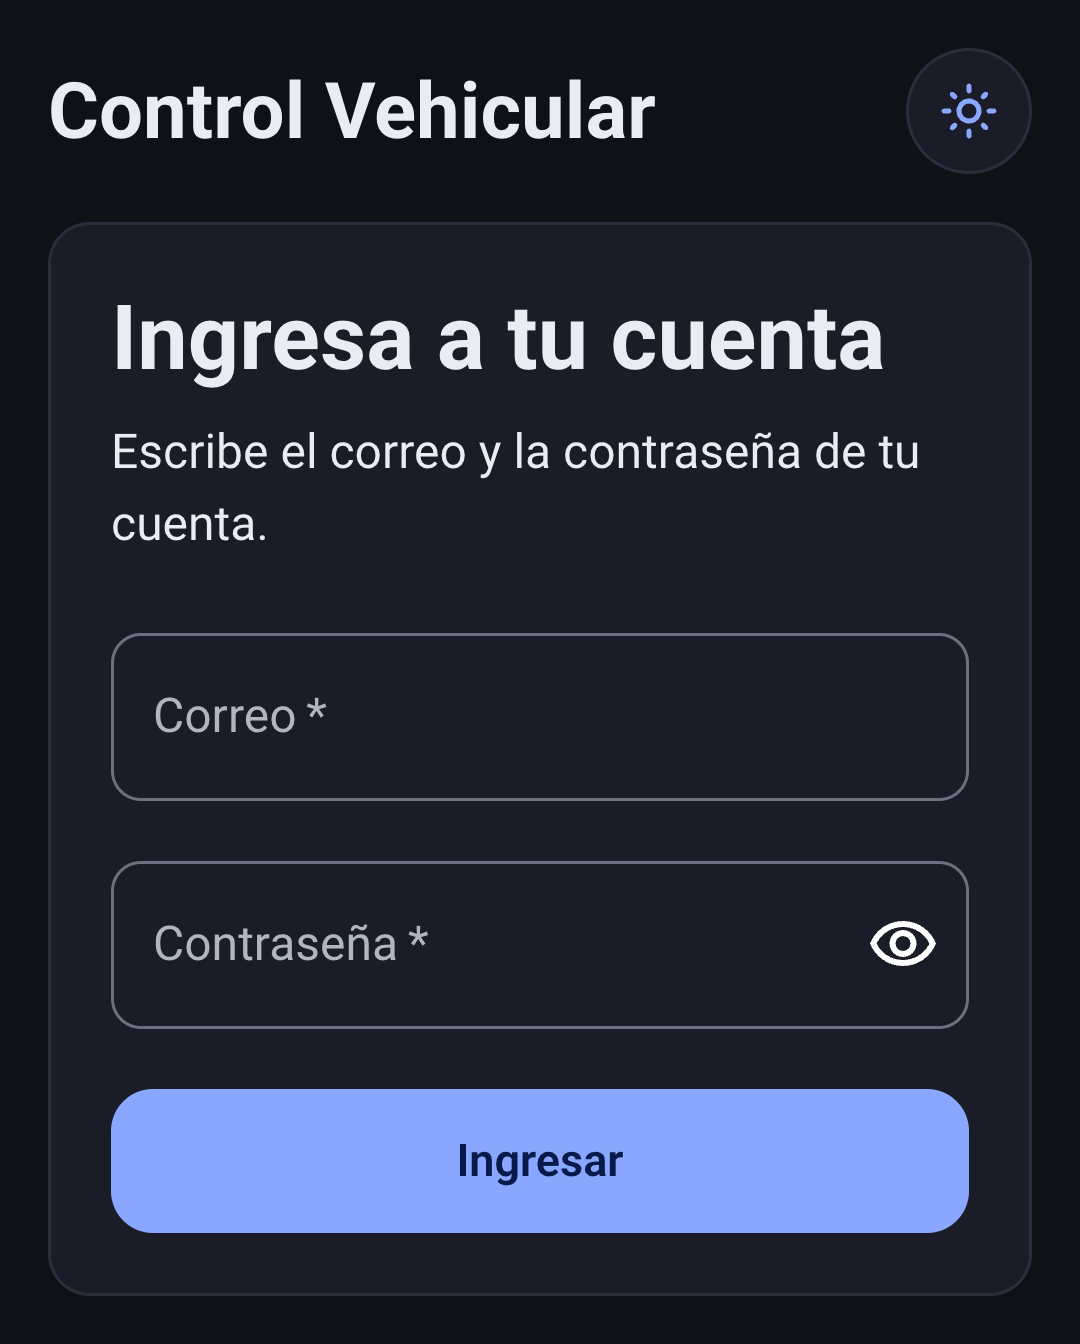 Control Vehicular
Ingresa a tu cuenta
Escribe el correo y la contraseña de tu
cuenta.
Correo *
Contraseña *
Ingresar